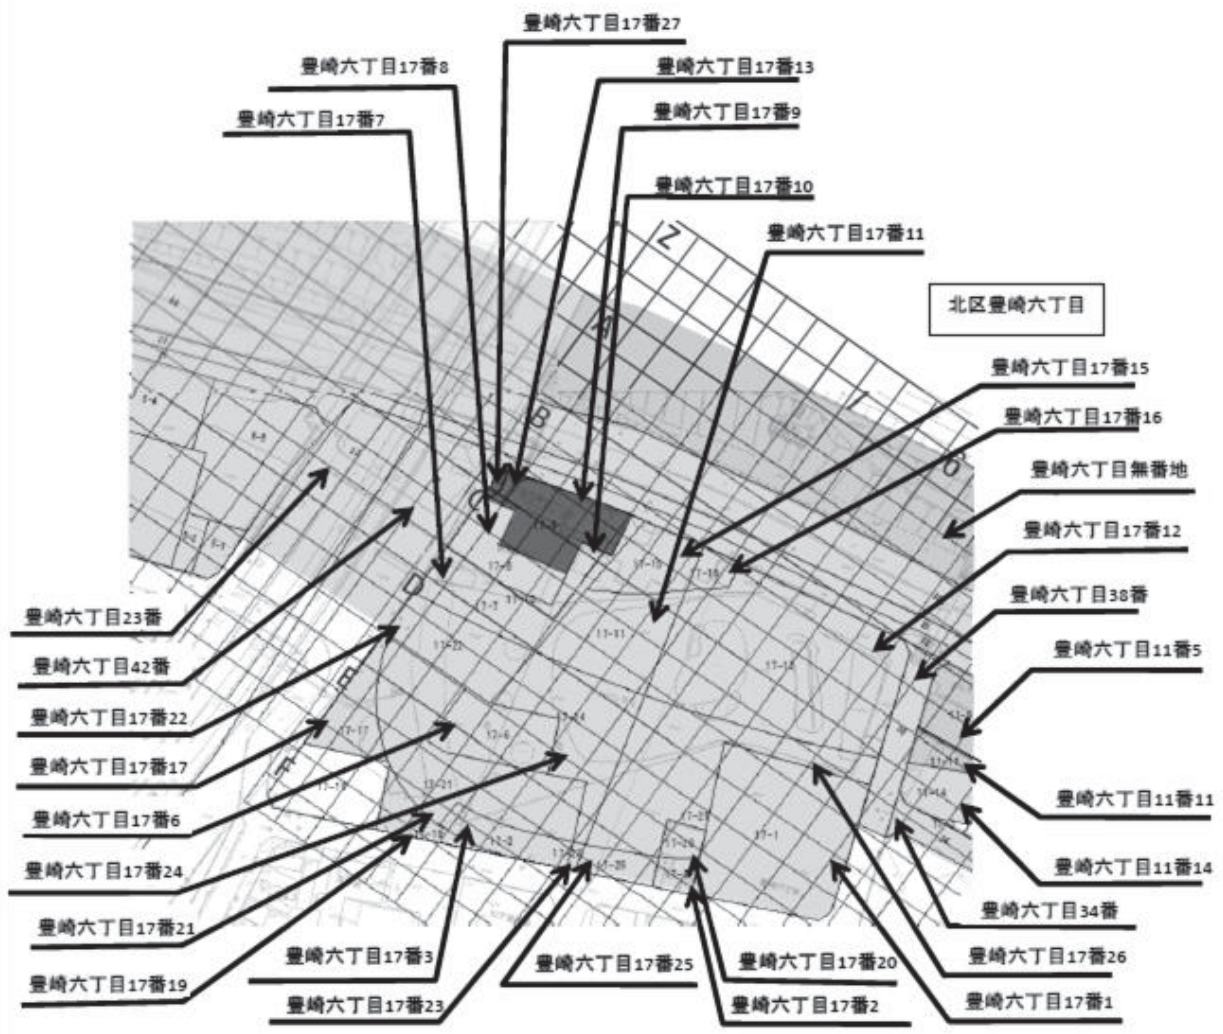 豊崎六丁目17番27
豊崎六丁目17番8
豊崎六丁目17番13
豊崎六丁目17番7
豊崎六丁目17番9
豊崎六丁目17番10
豊崎六丁目17番11
Z
北区豊崎六丁目
A
豊崎六丁目17番15
B
豊崎六丁目17番16
6
豊崎六丁目無番地
C
豊崎六丁目17番12
D
豊崎六丁目38番
豊崎六丁目23番
17-11
豊崎六丁目11番5
豊崎六丁目42番
17-22
E
豊崎六丁目17番22
17-6
豊崎六丁目17番17
17-17
F
豊崎六丁目11番11
豊崎六丁目17番6
17-1
豊崎六丁目17番24
豊崎六丁目11番14
豊崎六丁目34番
豊崎六丁目17番21
豊崎六丁目17番3
豊崎六丁目17番25
豊崎六丁目17番20
豊崎六丁目17番26
豊崎六丁目17番19
豊崎六丁目17番23
豊崎六丁目17番2
豊崎六丁目17番1